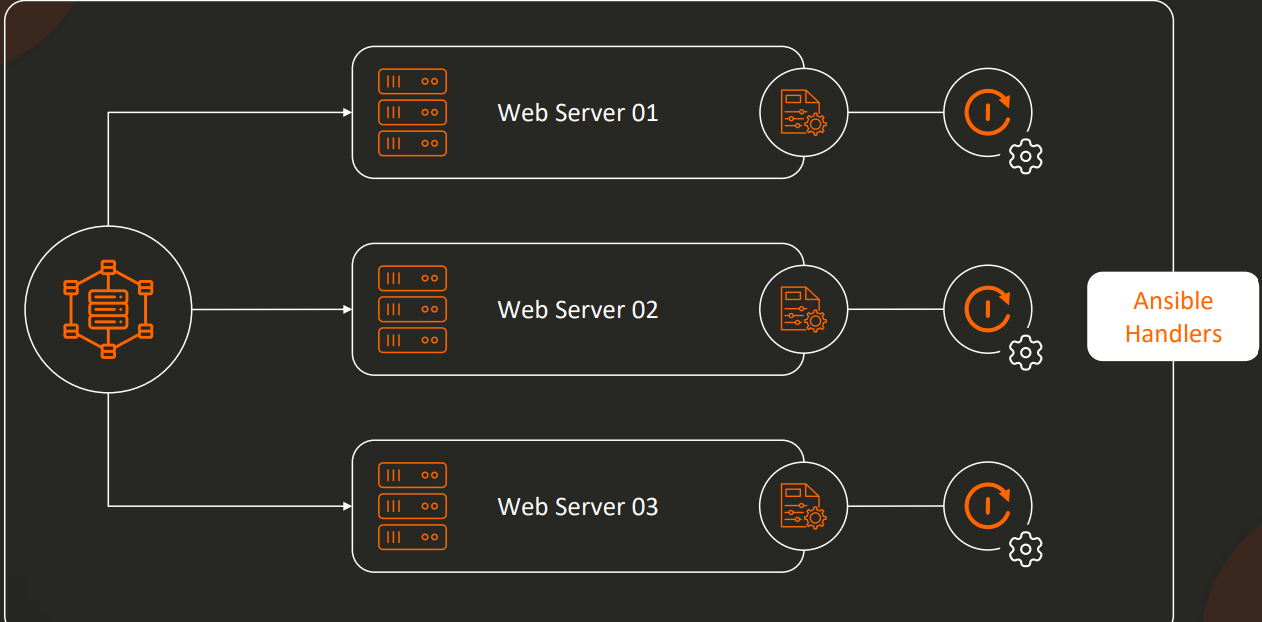 Web Server 01
Web Server 02
Ansible
Handlers
Web Server 03